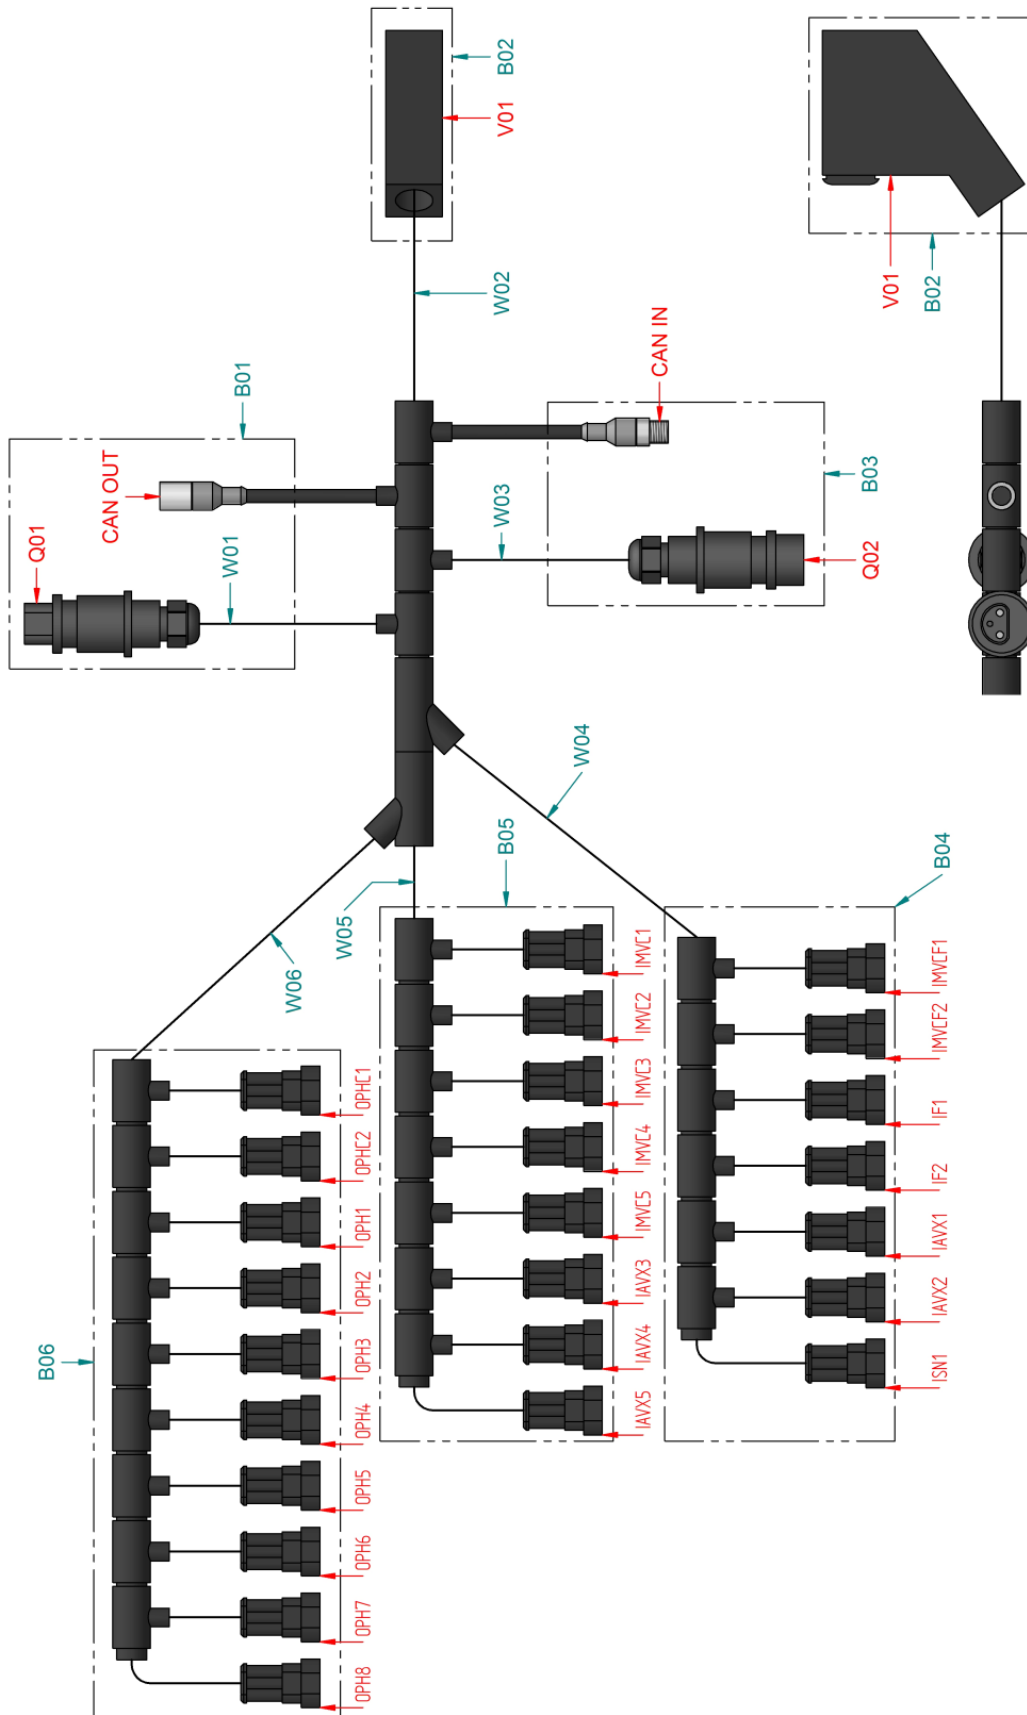 B02
V01
W02
V01
B02
B01
CAN OUT
Q01
W01
CAN IN
B03
W03
Q02
W04
B05
W05
W06
B04
IMVC1
IMVC2
IMVC3
IMVC4
IMVC5
IAVX3
IAVX4
IAVX5
IMVCF1
IMVCF2
IF1
IF2
IAVX1
IAVX2
ISN1
B06
OPHC1
OPHC2
OPH1
OPH2
OPH3
OPH4
OPH5
OPH6
OPH7
OPH8